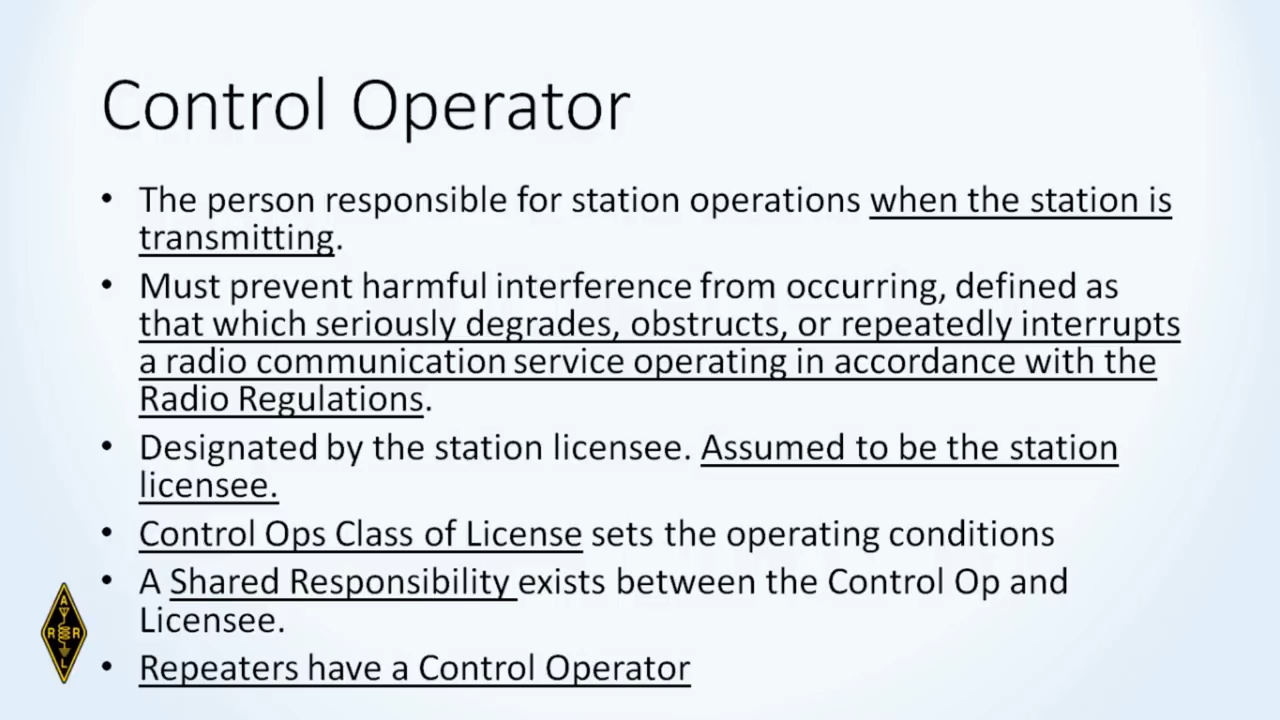 Control Operator
• The person responsible for station operations when the station is
transmitting.
• Must prevent harmful interference from occurring, defined as
that which seriously degrades, obstructs, or repeatedly interrupts
a radio communication service operating in accordance with the
Radio Regulations.
• Designated by the station licensee. Assumed to be the station
licensee.
• Control Ops Class of License sets the operating conditions
• A Shared Responsibility exists between the Control Op and
Licensee.
• Repeaters have a Control Operator
A
R R
L